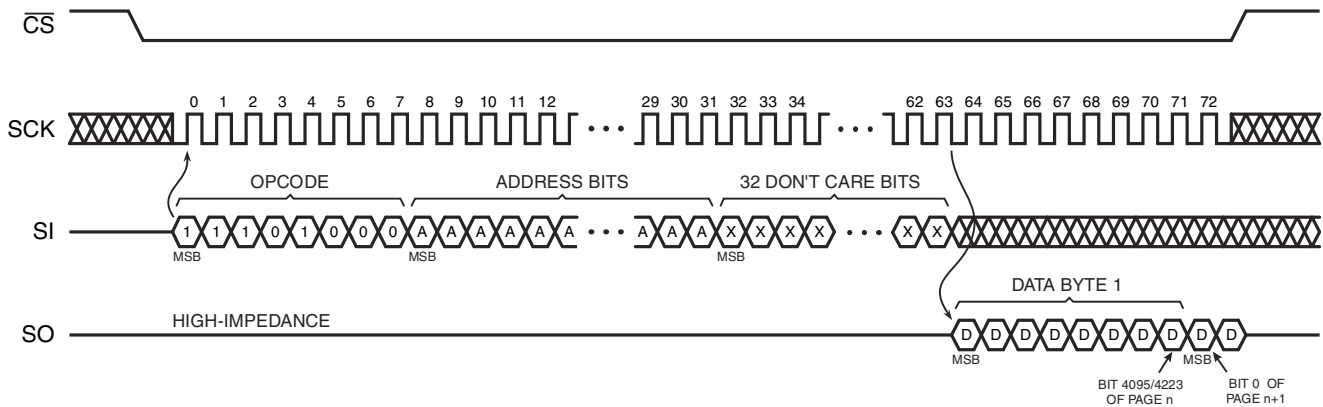 CS
0 1 2 3 4 5 6 7 8 9 10 11 12 29 30 31 32 33 34 62 63 64 65 66 67 68 69 70 71 72
SCK • • • • • •
OPCODE ADDRESS BITS 32 DON'T CARE BITS
SI 1 1 1 0 1 0 0 0 A A A A A A • • • A A A X X X X • • • X X
MSB MSB MSB
DATA BYTE 1
HIGH-IMPEDANCE
SO D D D D D D D D D D
MSB MSB
BIT 4095/4223
OF PAGE n
BIT 0 OF
PAGE n+1